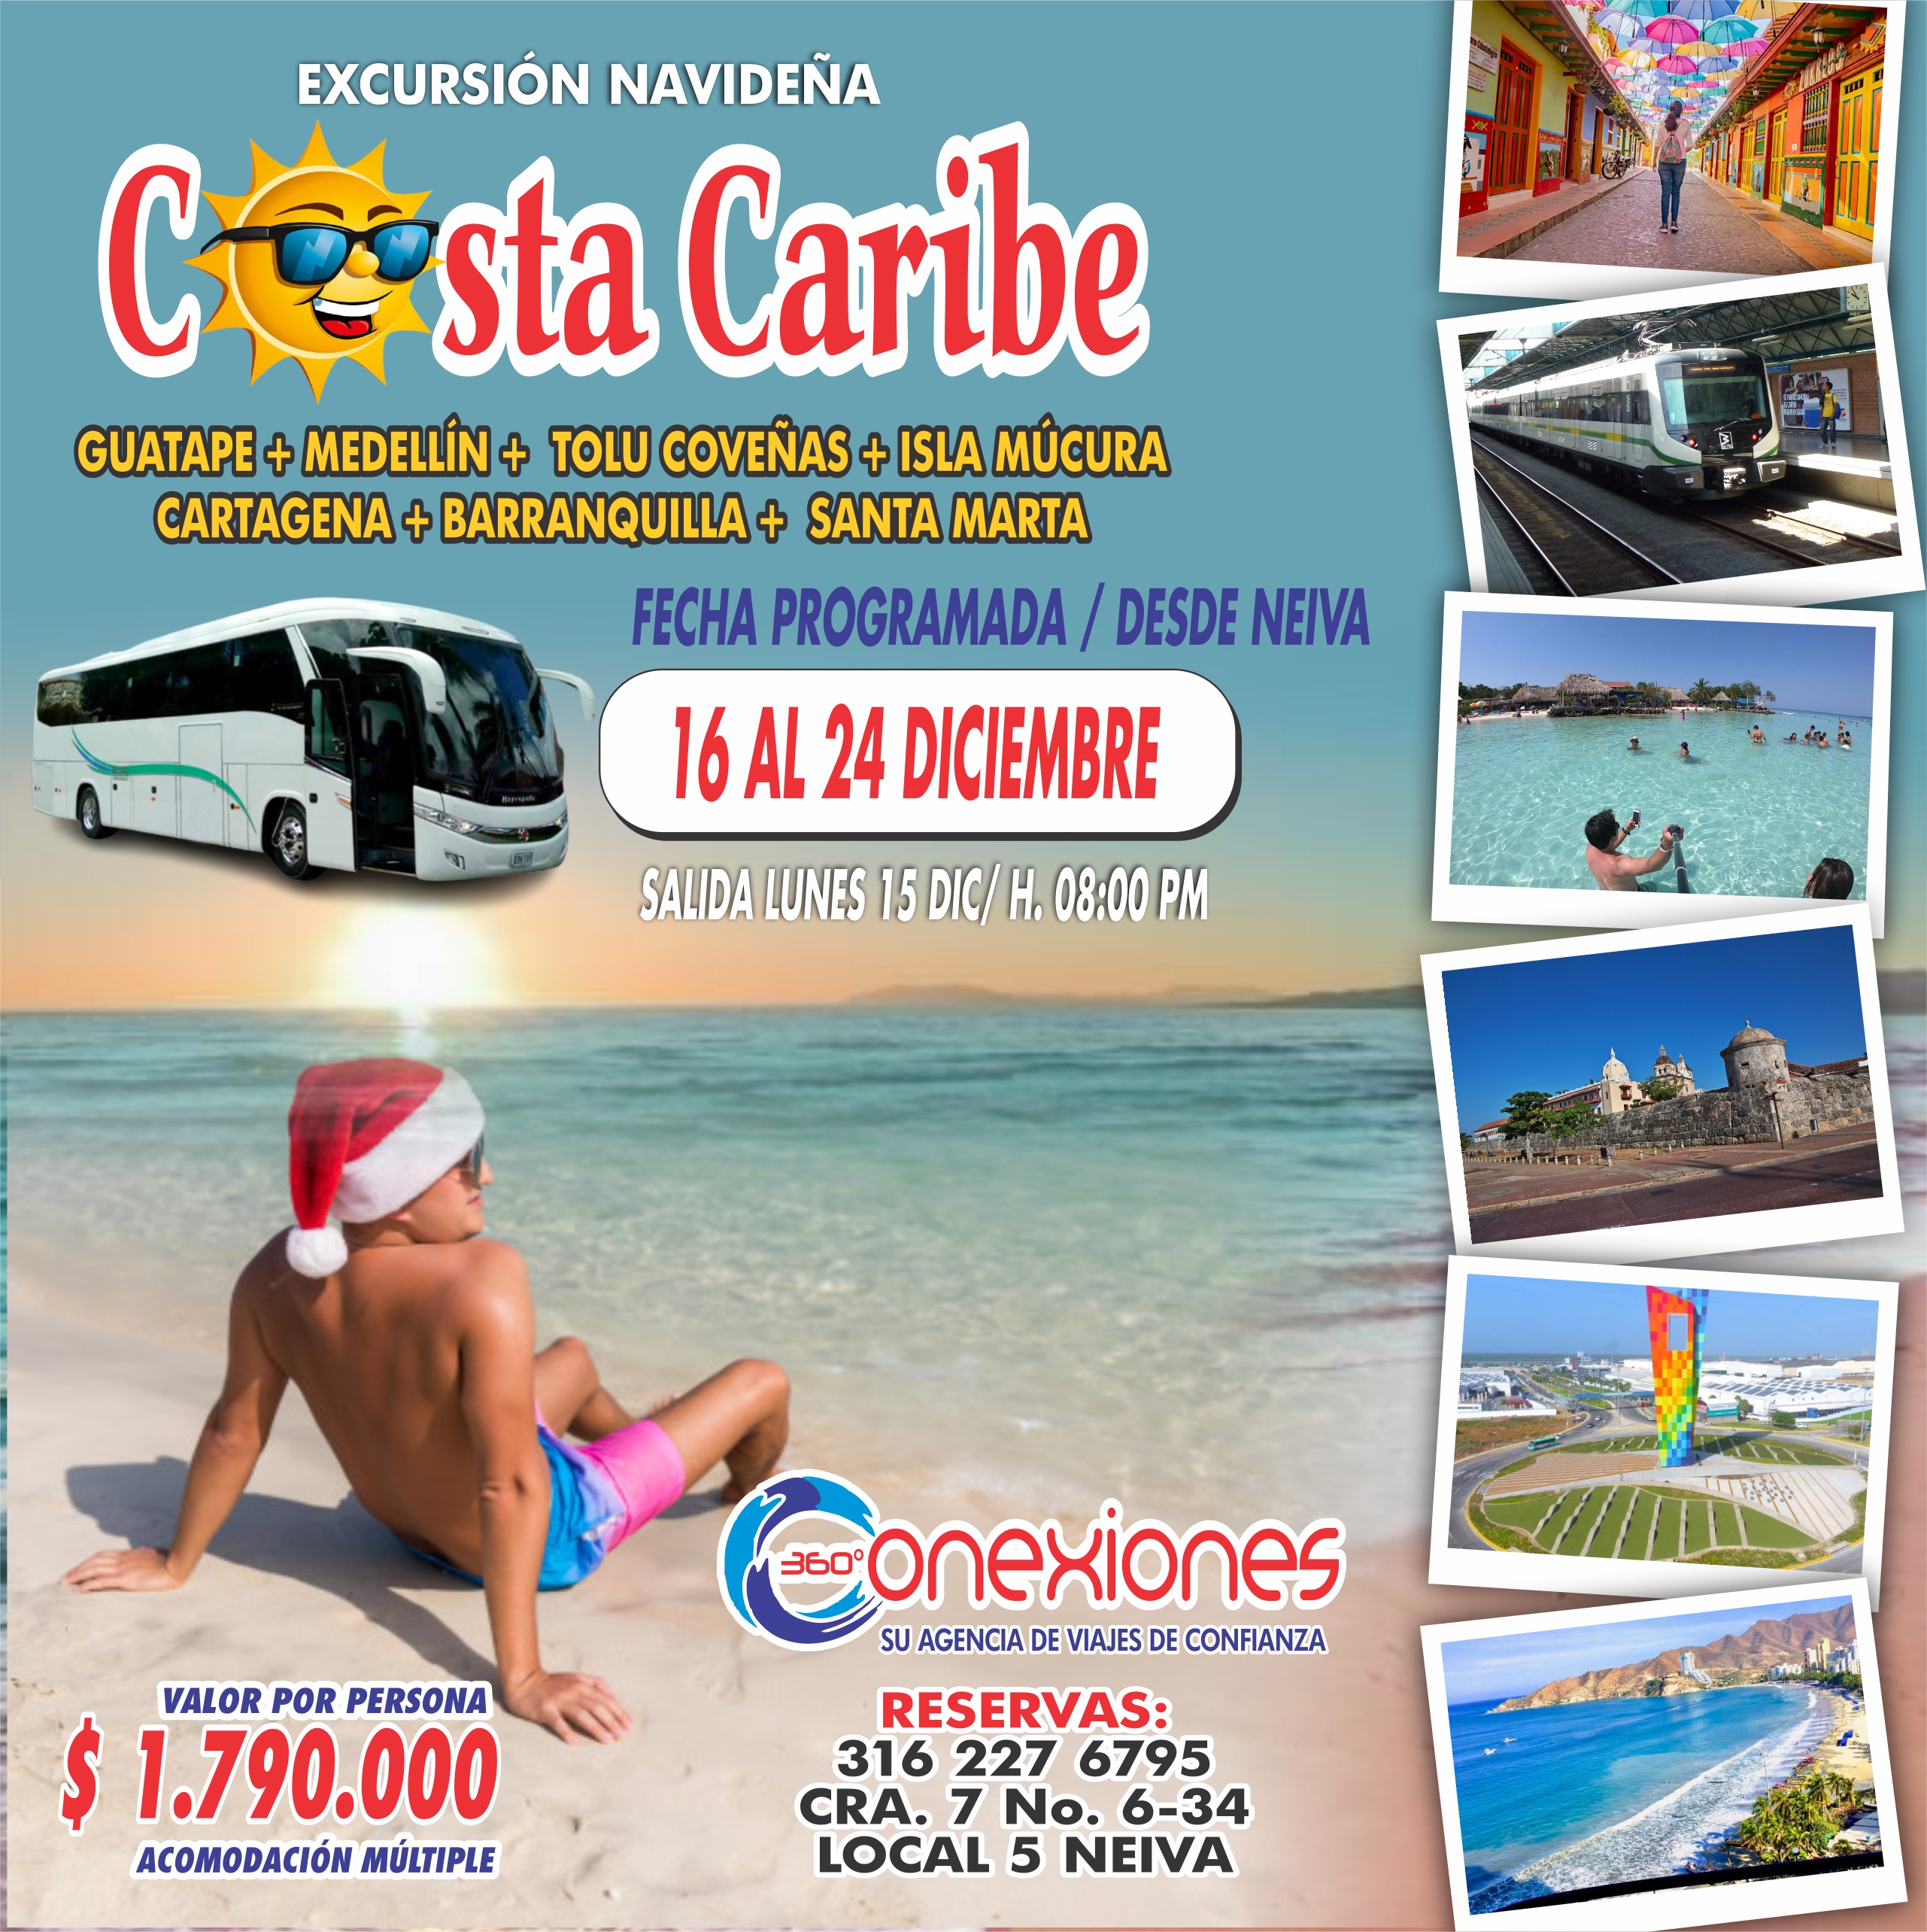 EXCURSIÓN NAVIDEÑA
Costa Caribe
GUATAPE + MEDELLÍN + TOLU COVEÑAS + ISLA MÚCURA
CARTAGENA + BARRANQUILLA + SANTA MARTA
FECHA PROGRAMADA / DESDE NEIVA
16 AL 24 DICIEMBRE
SALIDA LUNES 15 DIC/ H. 08:00 PM
360° Conexiones
SU AGENCIA DE VIAJES DE CONFIANZA
VALOR POR PERSONA
$ 1.790.000
ACOMODACIÓN MÚLTIPLE
RESERVAS:
316 227 6795
CRA. 7 No. 6-34
LOCAL 5 NEIVA